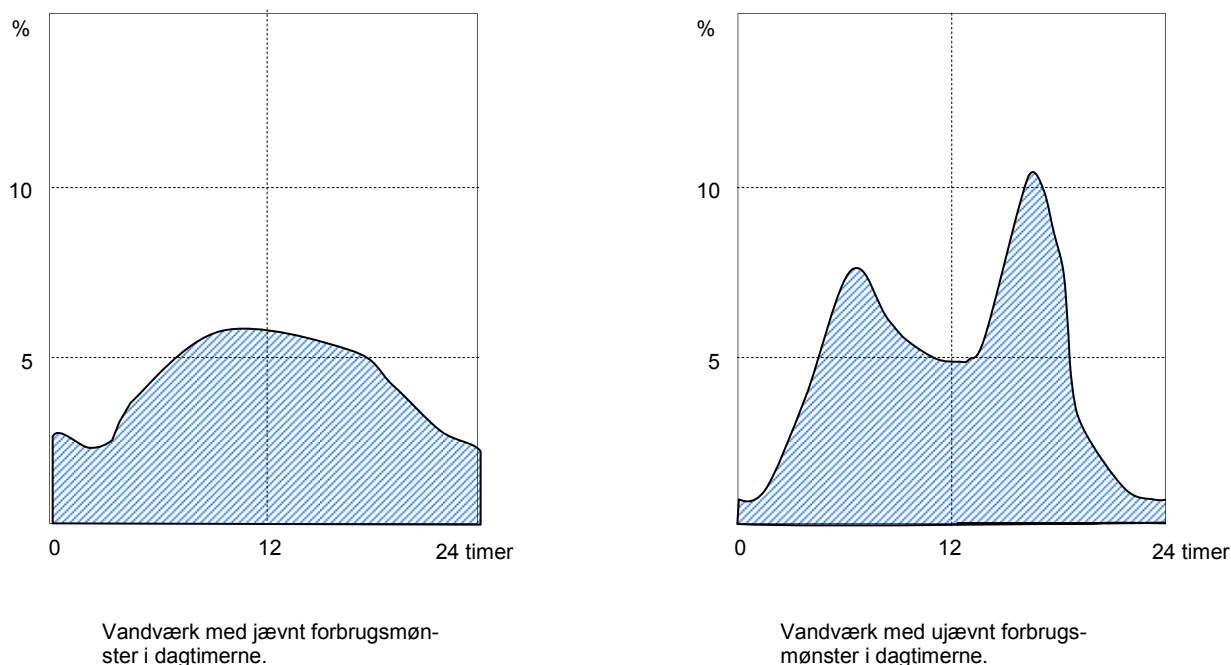 %
10
5
0
12
24 timer
Vandværk med jævnt forbrugsmøn-
ster i dagtimerne.
%
10
5
0
12
24 timer
Vandværk med ujævnt forbrugs-
mønster i dagtimerne.